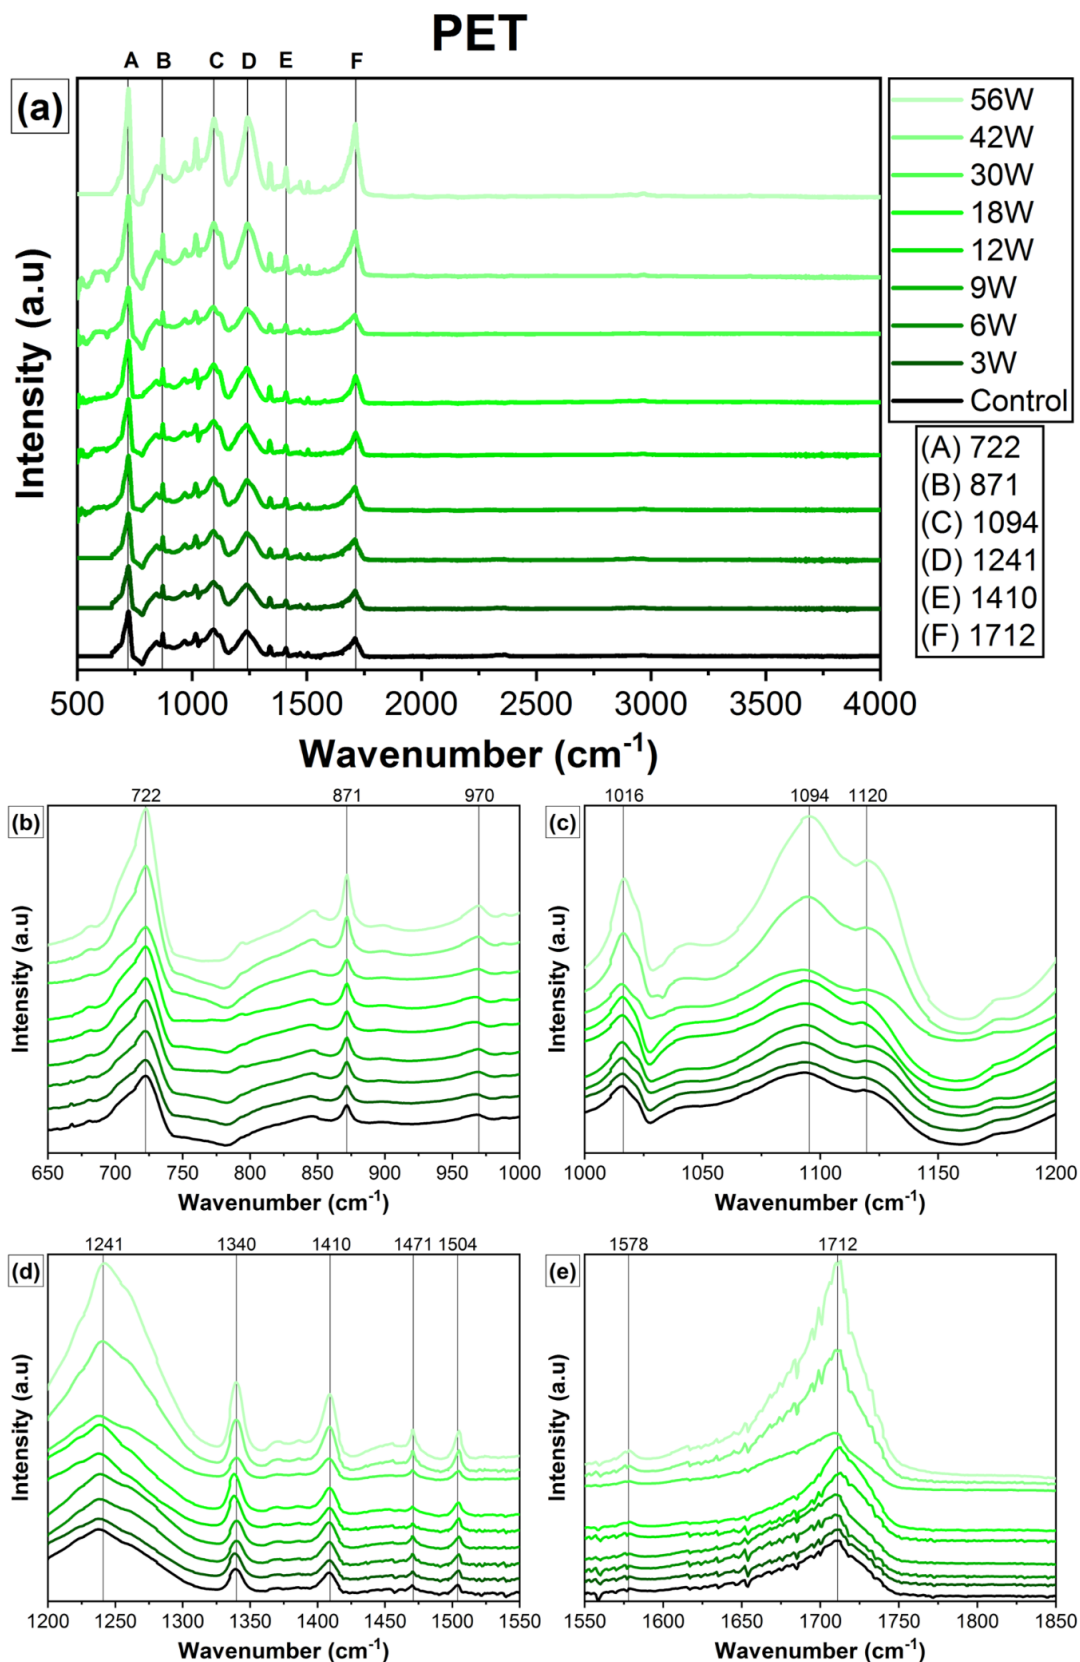 PET
A B C D E F
(a)
56W
42W
30W
18W
12W
9W
6W
3W
Control
(A) 722
(B) 871
(C) 1094
(D) 1241
(E) 1410
(F) 1712
Intensity (a.u)
500 1000 1500 2000 2500 3000 3500 4000
Wavenumber (cm⁻¹)
722 871 970
(b)
Intensity (a.u)
650 700 750 800 850 900 950 1000
Wavenumber (cm⁻¹)
1016 1094 1120
(c)
Intensity (a.u)
1000 1050 1100 1150 1200
Wavenumber (cm⁻¹)
1241 1340 1410 1471 1504
(d)
Intensity (a.u)
1200 1250 1300 1350 1400 1450 1500 1550
Wavenumber (cm⁻¹)
1578 1712
(e)
Intensity (a.u)
1550 1600 1650 1700 1750 1800 1850
Wavenumber (cm⁻¹)